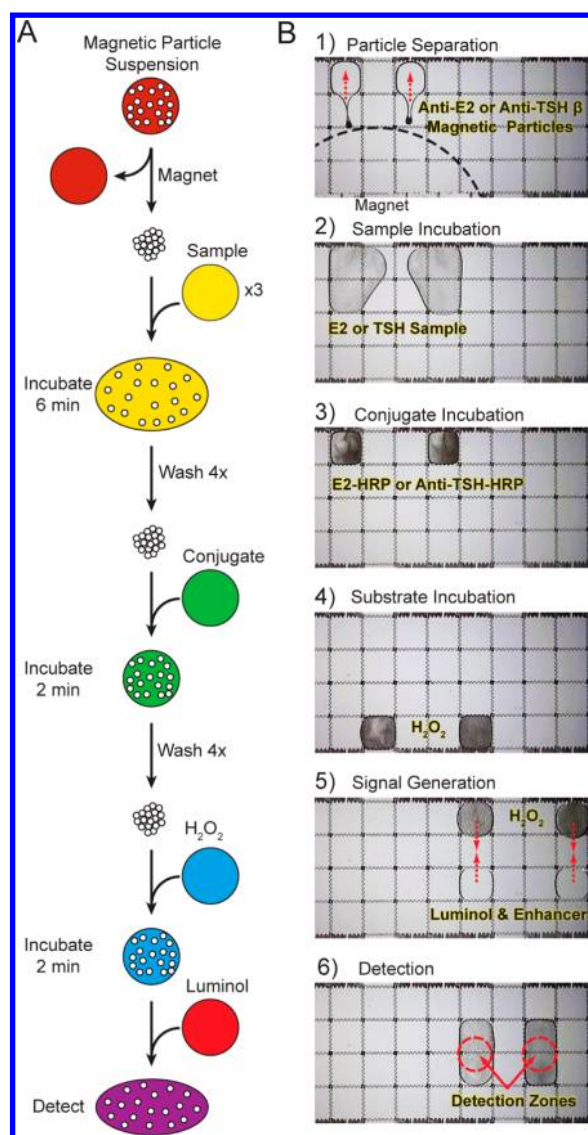 A
Magnetic Particle
Suspension
Magnet
Sample
x3
Incubate
6 min
Wash 4x
Conjugate
Incubate
2 min
Wash 4x
H₂O₂
Incubate
2 min
Luminol
Detect
B
1) Particle Separation
Anti-E2 or Anti-TSH β
Magnetic Particles
Magnet
2) Sample Incubation
E2 or TSH Sample
3) Conjugate Incubation
E2-HRP or Anti-TSH-HRP
4) Substrate Incubation
H₂O₂
5) Signal Generation
H₂O₂
Luminol & Enhancer
6) Detection
Detection Zones